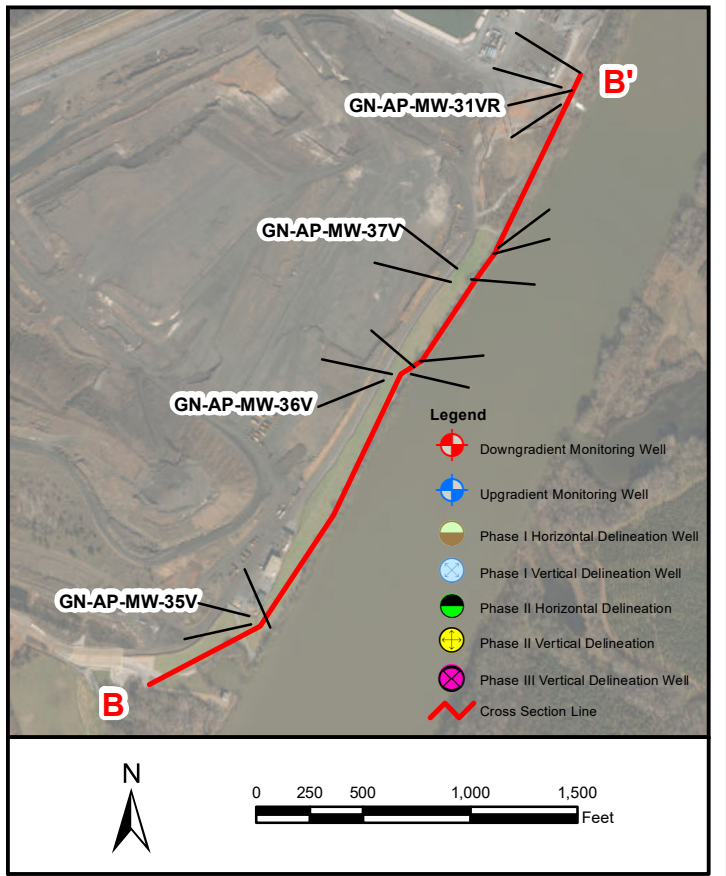 B'
GN-AP-MW-31VR
GN-AP-MW-37V
GN-AP-MW-36V
Legend
Downgradient Monitoring Well
Upgradient Monitoring Well
Phase I Horizontal Delineation Well
Phase I Vertical Delineation Well
Phase II Horizontal Delineation
Phase II Vertical Delineation
Phase III Vertical Delineation Well
Cross Section Line
GN-AP-MW-35V
B
N
0 250 500 1,000 1,500
Feet